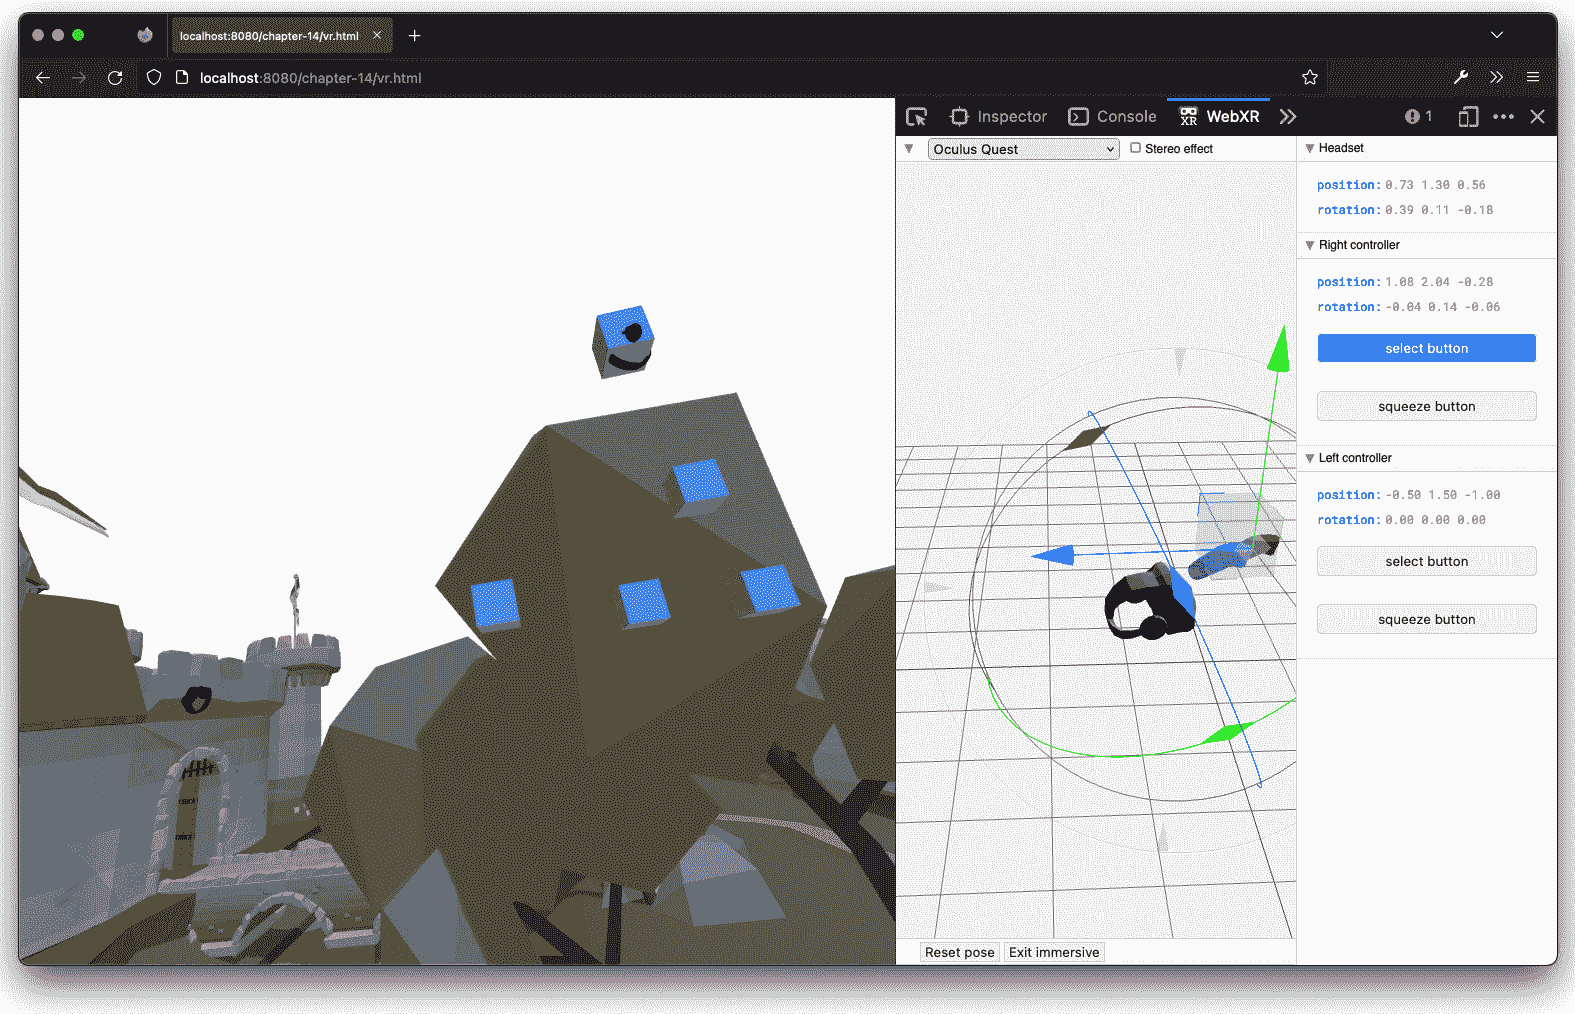 localhost:8080/chapter-14/vr.html
localhost:8080/chapter-14/vr.html
Inspector Console XR WebXR 1
Oculus Quest Stereo effect
Headset
position: 0.73 1.30 0.56
rotation: 0.39 0.11 -0.18
Right controller
position: 1.08 2.04 -0.28
rotation: -0.04 0.14 -0.06
select button
squeeze button
Left controller
position: -0.50 1.50 -1.00
rotation: 0.00 0.00 0.00
select button
squeeze button
Reset pose Exit immersive